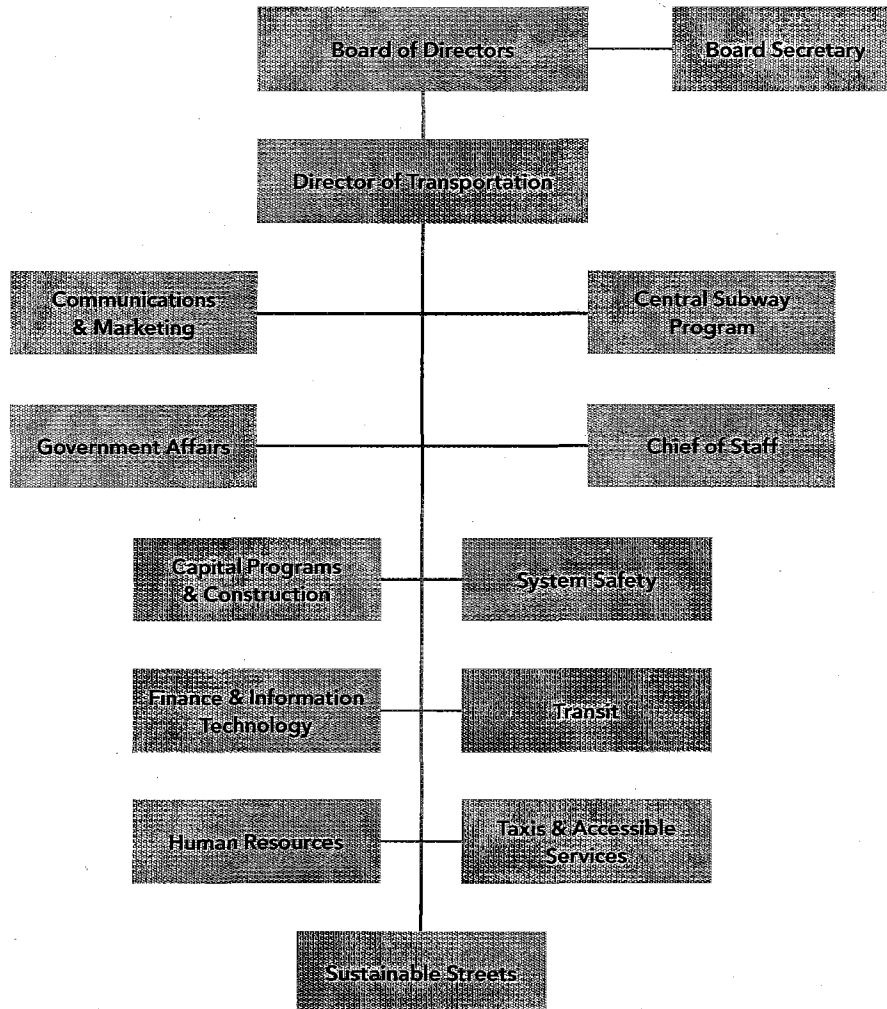 Board of Directors
Board Secretary
Director of Transportation
Communications
& Marketing
Central Subway
Program
Government Affairs
Chief of Staff
Capital Programs
& Construction
System Safety
Finance & Information
Technology
Transit
Human Resources
Taxis & Accessible
Services
Sustainable Streets